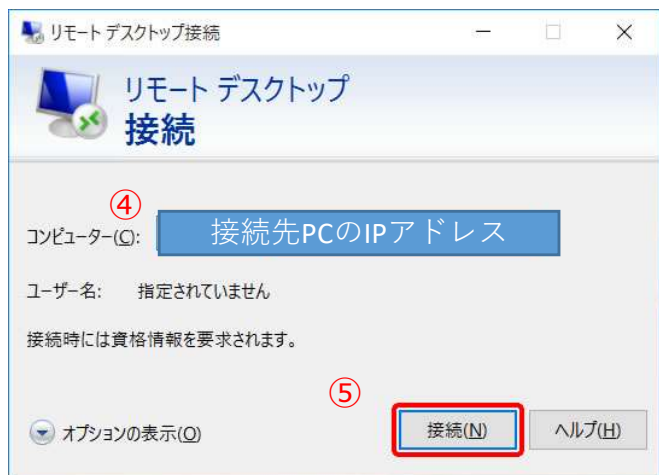 リモート デスクトップ接続
リモート デスクトップ
接続
④
コンピューター(C): 接続先PCのIPアドレス
ユーザー名: 指定されていません
接続時には資格情報を要求されます。
⑤
オプションの表示(O) 接続(N) ヘルプ(H)